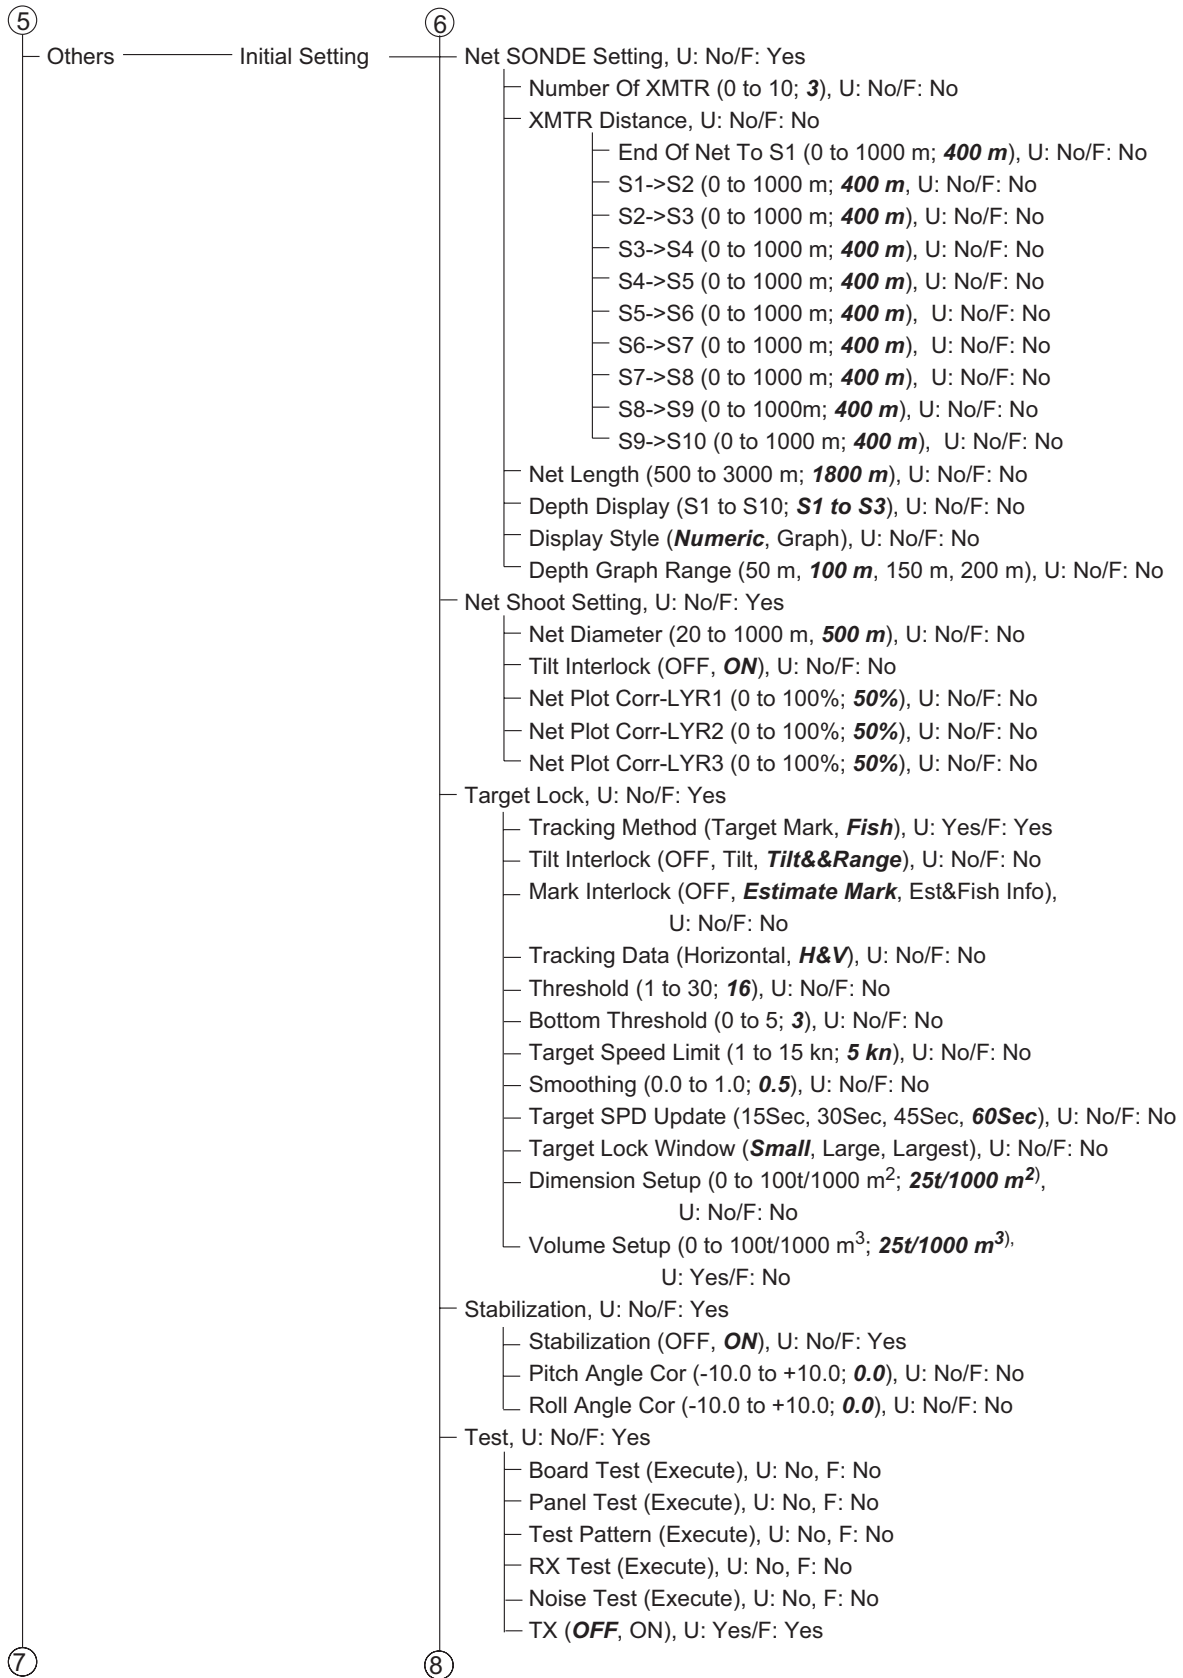 5 6
Others Initial Setting Net SONDE Setting, U: No/F: Yes
Number Of XMTR (0 to 10; 3), U: No/F: No
XMTR Distance, U: No/F: No
End Of Net To S1 (0 to 1000 m; 400 m), U: No/F: No
S1->S2 (0 to 1000 m; 400 m, U: No/F: No
S2->S3 (0 to 1000 m; 400 m), U: No/F: No
S3->S4 (0 to 1000 m; 400 m), U: No/F: No
S4->S5 (0 to 1000 m; 400 m), U: No/F: No
S5->S6 (0 to 1000 m; 400 m), U: No/F: No
S6->S7 (0 to 1000 m; 400 m), U: No/F: No
S7->S8 (0 to 1000 m; 400 m), U: No/F: No
S8->S9 (0 to 1000m; 400 m), U: No/F: No
S9->S10 (0 to 1000 m; 400 m), U: No/F: No
Net Length (500 to 3000 m; 1800 m), U: No/F: No
Depth Display (S1 to S10; S1 to S3), U: No/F: No
Display Style (Numeric, Graph), U: No/F: No
Depth Graph Range (50 m, 100 m, 150 m, 200 m), U: No/F: No
Net Shoot Setting, U: No/F: Yes
Net Diameter (20 to 1000 m, 500 m), U: No/F: No
Tilt Interlock (OFF, ON), U: No/F: No
Net Plot Corr-LYR1 (0 to 100%; 50%), U: No/F: No
Net Plot Corr-LYR2 (0 to 100%; 50%), U: No/F: No
Net Plot Corr-LYR3 (0 to 100%; 50%), U: No/F: No
Target Lock, U: No/F: Yes
Tracking Method (Target Mark, Fish), U: Yes/F: Yes
Tilt Interlock (OFF, Tilt, Tilt&&Range), U: No/F: No
Mark Interlock (OFF, Estimate Mark, Est&Fish Info),
U: No/F: No
Tracking Data (Horizontal, H&V), U: No/F: No
Threshold (1 to 30; 16), U: No/F: No
Bottom Threshold (0 to 5; 3), U: No/F: No
Target Speed Limit (1 to 15 kn; 5 kn), U: No/F: No
Smoothing (0.0 to 1.0; 0.5), U: No/F: No
Target SPD Update (15Sec, 30Sec, 45Sec, 60Sec), U: No/F: No
Target Lock Window (Small, Large, Largest), U: No/F: No
Dimension Setup (0 to 100t/1000 m²; 25t/1000 m²),
U: No/F: No
Volume Setup (0 to 100t/1000 m³; 25t/1000 m³),
U: Yes/F: No
Stabilization, U: No/F: Yes
Stabilization (OFF, ON), U: No/F: Yes
Pitch Angle Cor (-10.0 to +10.0; 0.0), U: No/F: No
Roll Angle Cor (-10.0 to +10.0; 0.0), U: No/F: No
Test, U: No/F: Yes
Board Test (Execute), U: No, F: No
Panel Test (Execute), U: No, F: No
Test Pattern (Execute), U: No, F: No
RX Test (Execute), U: No, F: No
Noise Test (Execute), U: No, F: No
TX (OFF, ON), U: Yes/F: Yes
7 8